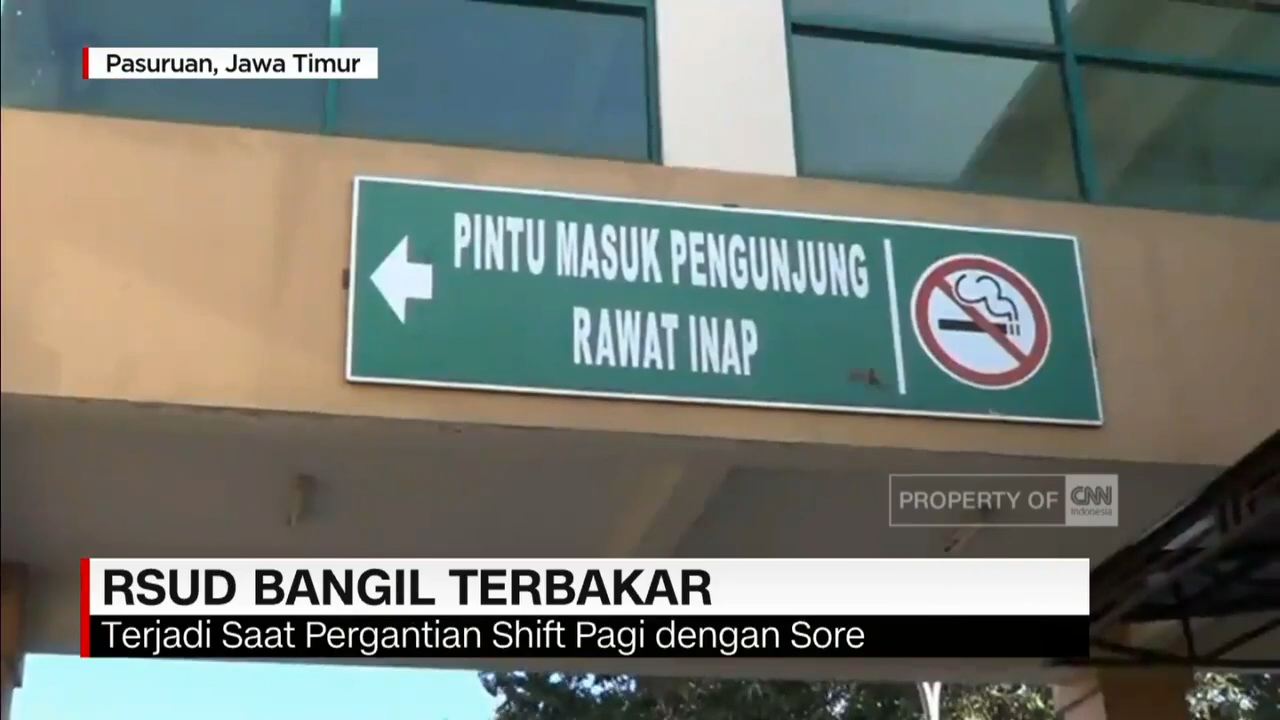 Pasuruan, Jawa Timur
PINTU MASUK PENGUNJUNG
RAWAT INAP
PROPERTY OF CNN Indonesia
RSUD BANGIL TERBAKAR
Terjadi Saat Pergantian Shift Pagi dengan Sore